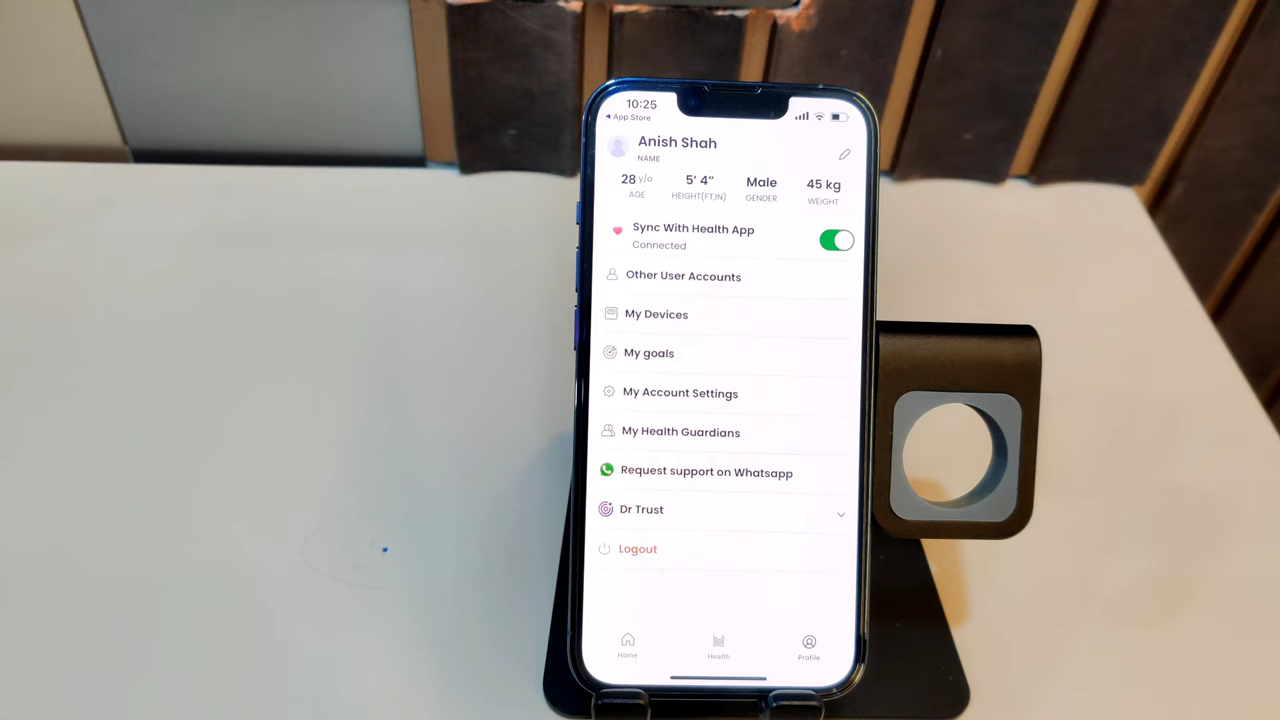 10:25
App Store
Anish Shah
NAME
28 y/o
AGE
5' 4"
HEIGHT(FT,IN)
Male
GENDER
45 kg
WEIGHT
Sync With Health App
Connected
Other User Accounts
My Devices
My goals
My Account Settings
My Health Guardians
Request support on Whatsapp
Dr Trust
Logout
Home
Health
Profile